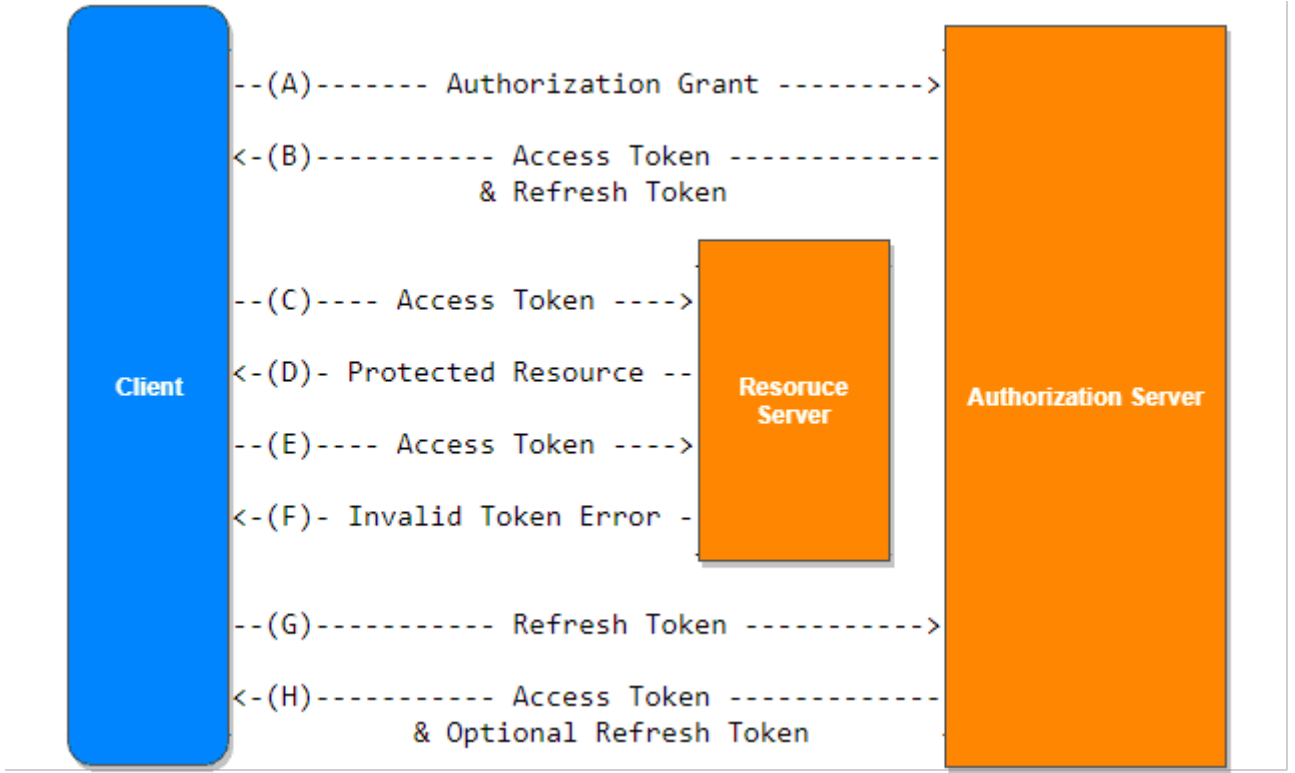 --(A)------- Authorization Grant --------->
<-(B)----------- Access Token -------------
& Refresh Token
--(C)---- Access Token ---->
<-(D)- Protected Resource --
--(E)---- Access Token ---->
<-(F)- Invalid Token Error -
Client
Resoruce
Server
Authorization Server
--(G)----------- Refresh Token ----------->
<-(H)----------- Access Token -------------
& Optional Refresh Token